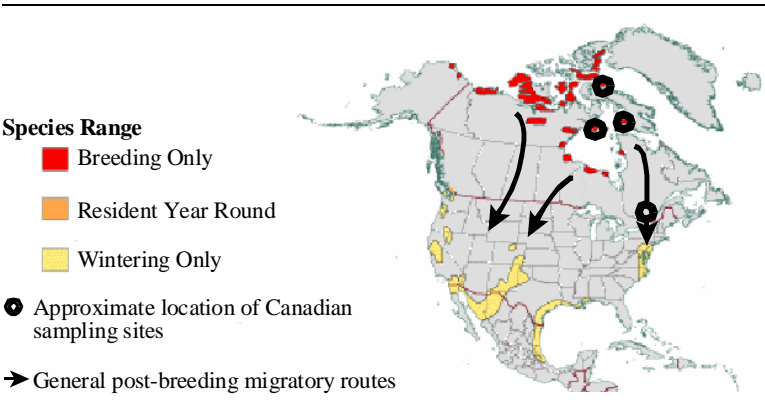 Species Range
Breeding Only
Resident Year Round
Wintering Only
Approximate location of Canadian
sampling sites
General post-breeding migratory routes